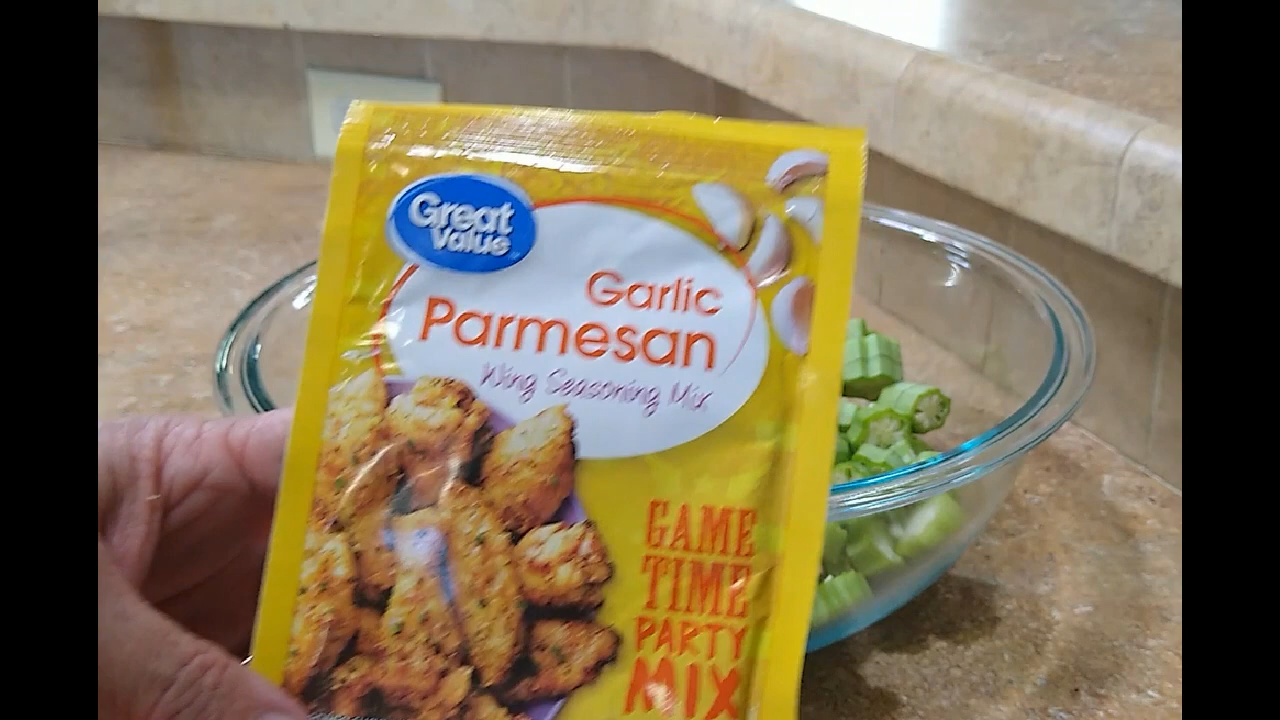 Great
Value
Garlic
Parmesan
Wing Seasoning Mix
GAME
TIME
PARTY
MIX